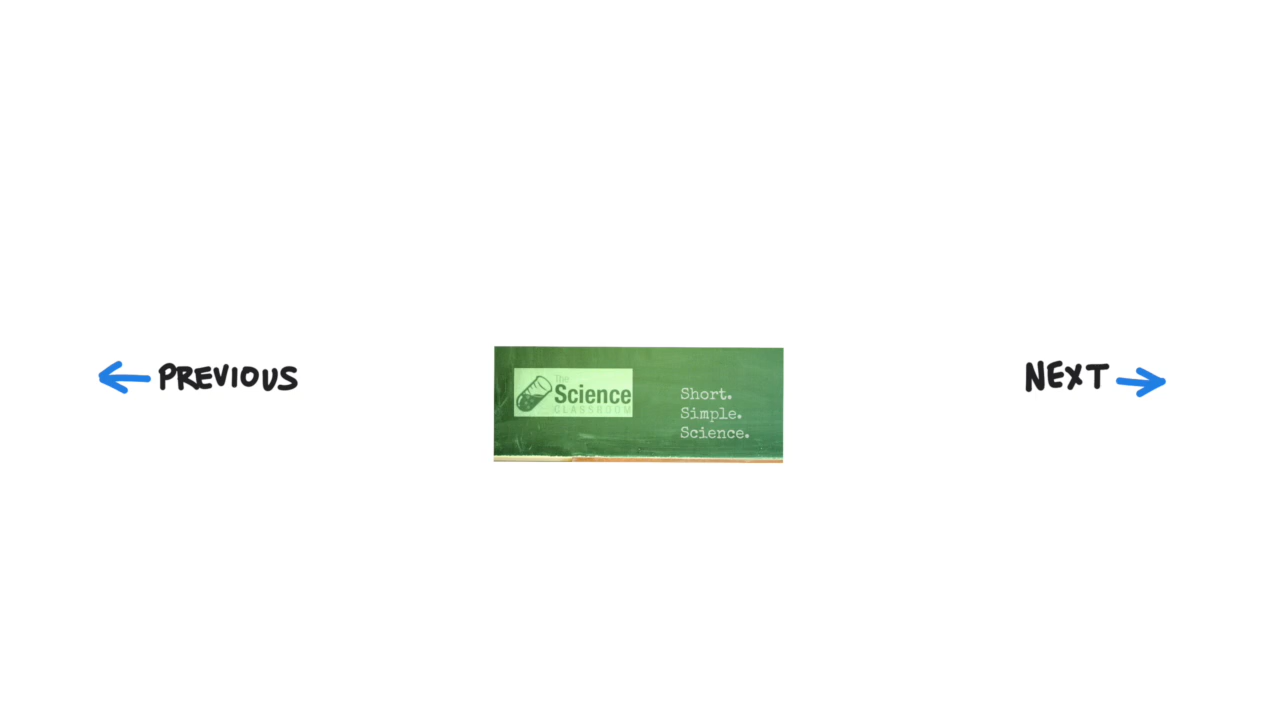 PREVIOUS
The
Science
CLASSROOM
Short.
Simple.
Science.
NEXT